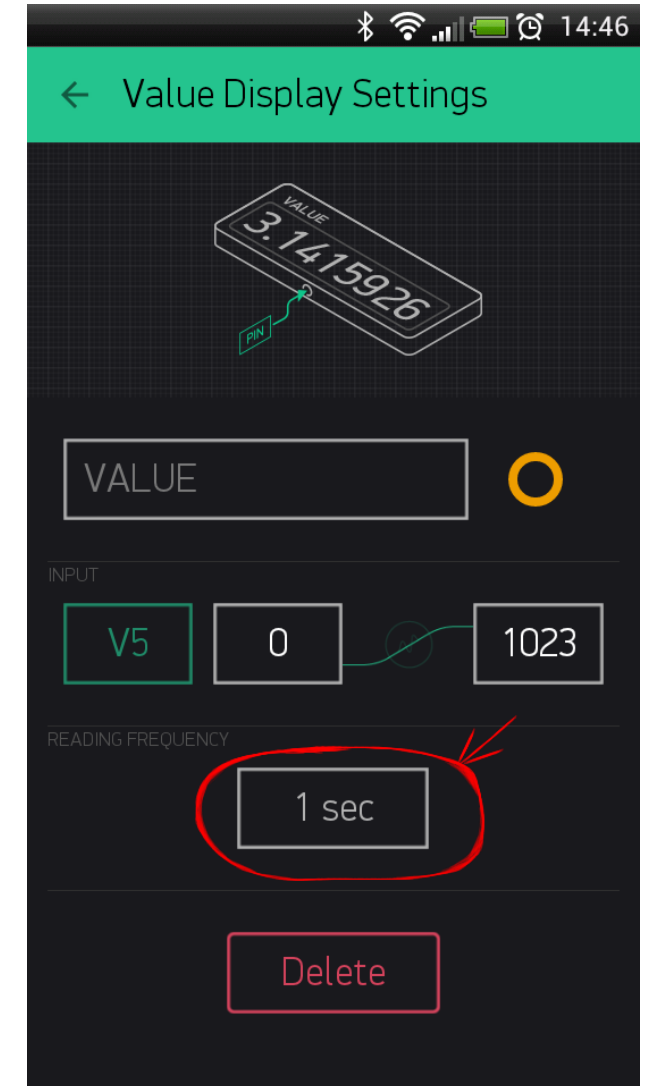 14:46
Value Display Settings
VALUE
3.1415926
PIN
VALUE
INPUT
V5 0 1023
READING FREQUENCY
1 sec
Delete